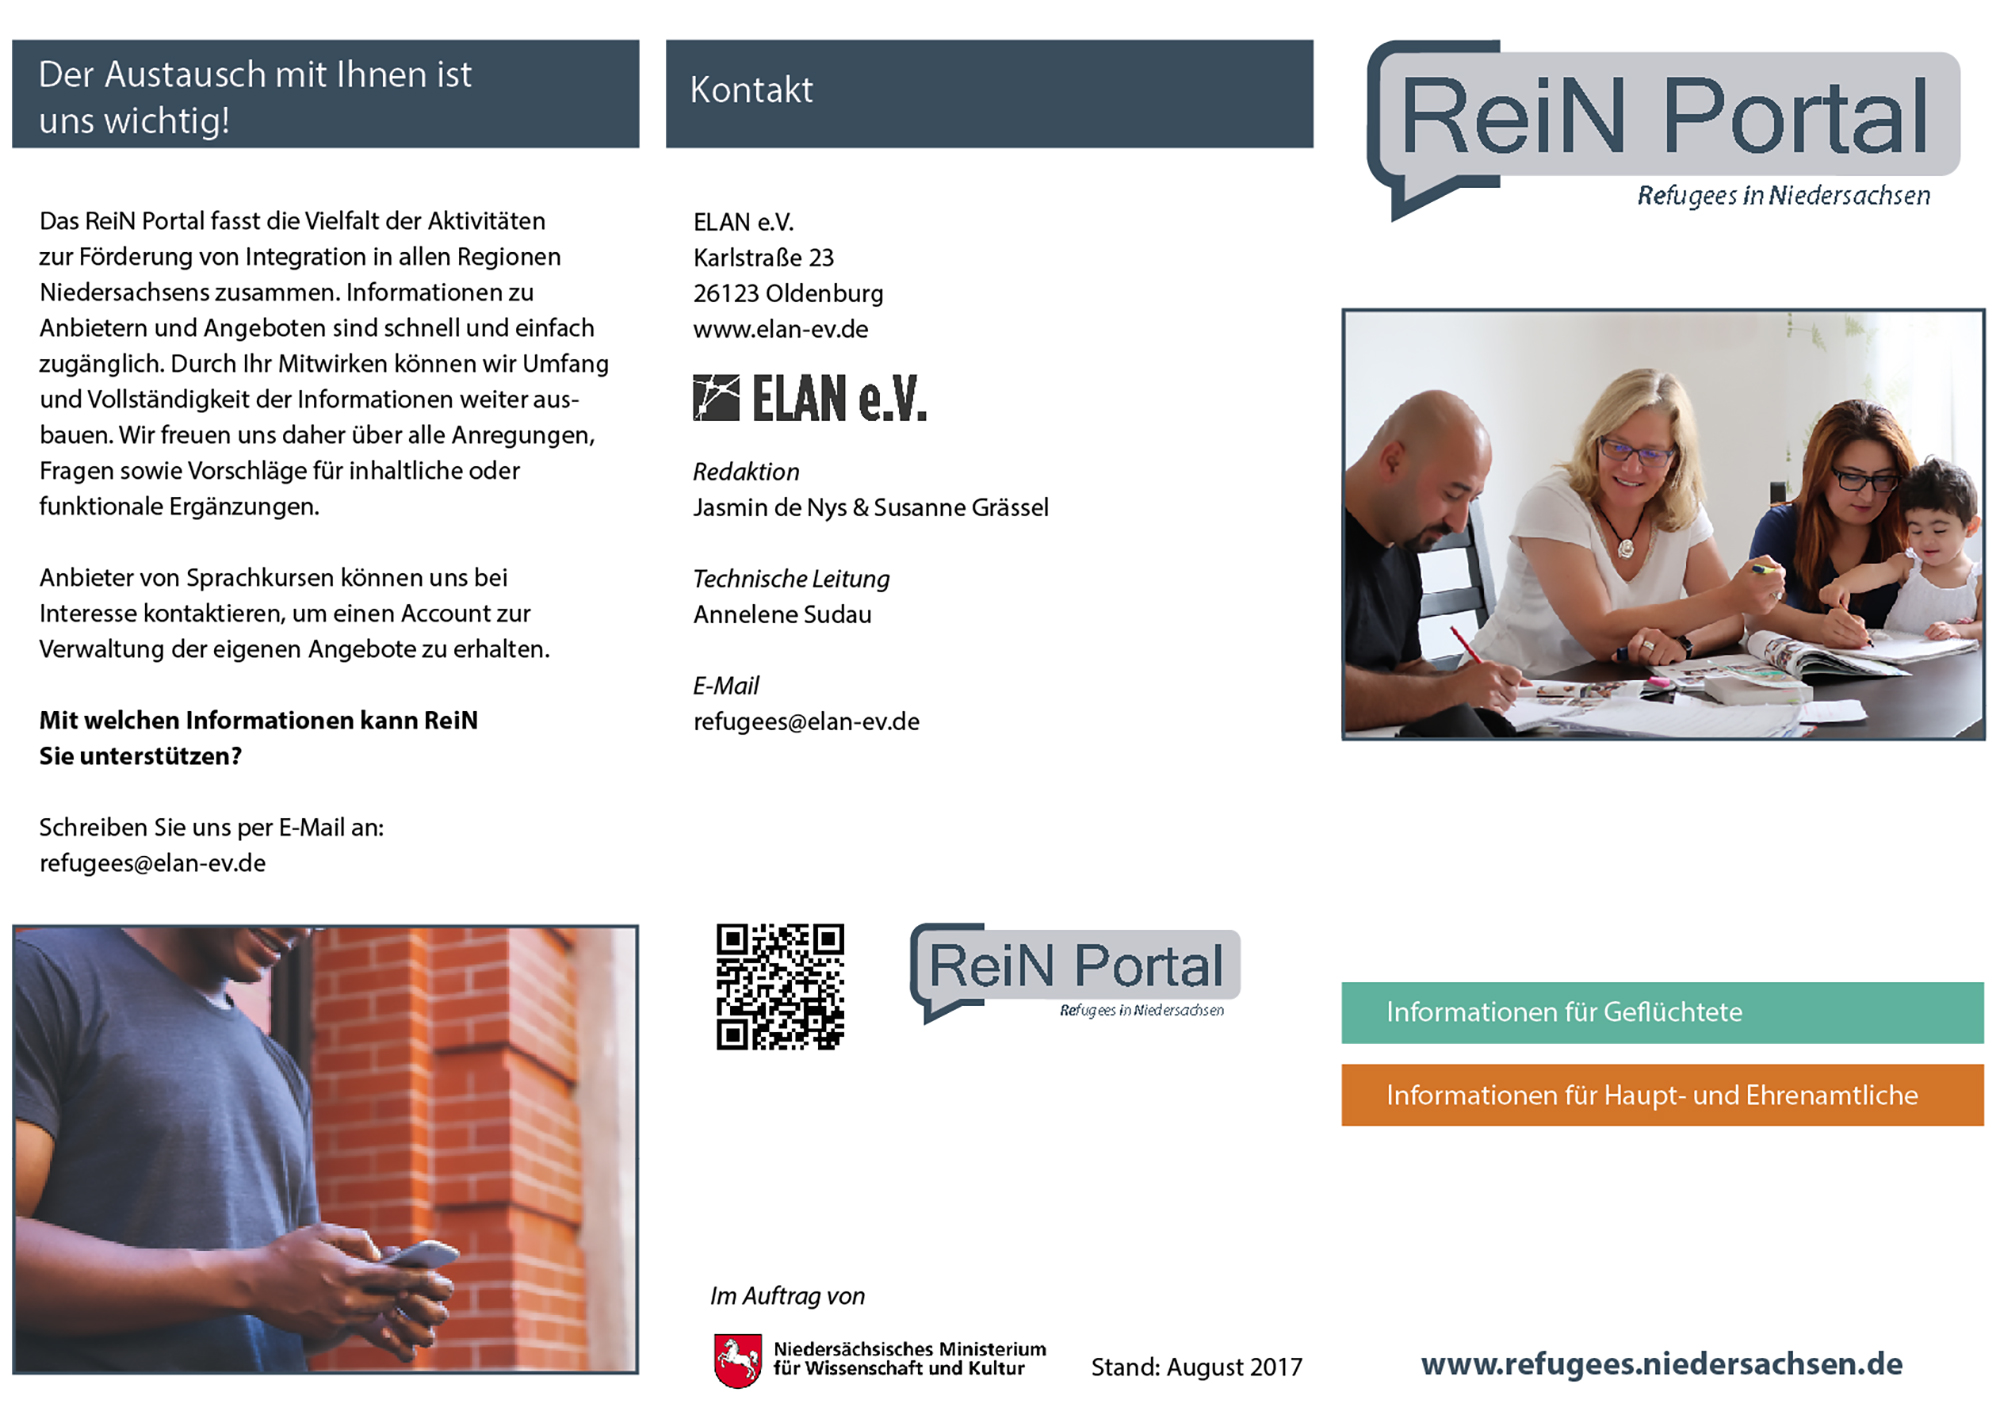 Der Austausch mit Ihnen ist
uns wichtig!
Das ReiN Portal fasst die Vielfalt der Aktivitäten
zur Förderung von Integration in allen Regionen
Niedersachsens zusammen. Informationen zu
Anbietern und Angeboten sind schnell und einfach
zugänglich. Durch Ihr Mitwirken können wir Umfang
und Vollständigkeit der Informationen weiter aus-
bauen. Wir freuen uns daher über alle Anregungen,
Fragen sowie Vorschläge für inhaltliche oder
funktionale Ergänzungen.
Anbieter von Sprachkursen können uns bei
Interesse kontaktieren, um einen Account zur
Verwaltung der eigenen Angebote zu erhalten.
Mit welchen Informationen kann ReiN
Sie unterstützen?
Schreiben Sie uns per E-Mail an:
refugees@elan-ev.de
Kontakt
ELAN e.V.
Karlstraße 23
26123 Oldenburg
www.elan-ev.de
ELAN e.V.
Redaktion
Jasmin de Nys & Susanne Grässel
Technische Leitung
Annelene Sudau
E-Mail
refugees@elan-ev.de
ReiN Portal
Refugees in Niedersachsen
Im Auftrag von
Niedersächsisches Ministerium
für Wissenschaft und Kultur
Stand: August 2017
ReiN Portal
Refugees in Niedersachsen
Informationen für Geflüchtete
Informationen für Haupt- und Ehrenamtliche
www.refugees.niedersachsen.de